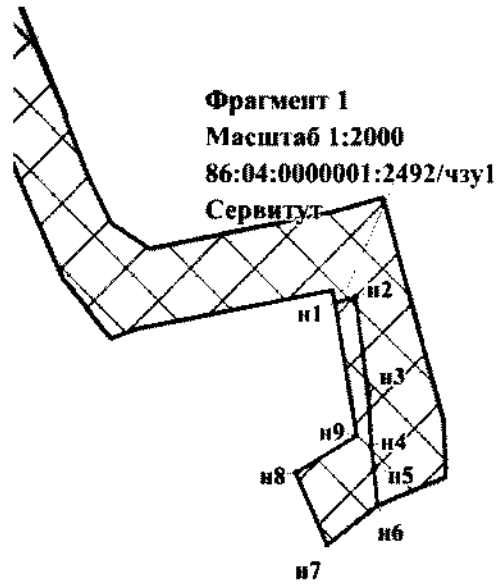 Фрагмент 1
Масштаб 1:2000
86:04:0000001:2492/чзу1
Сервитут
н2
н1
н3
н9
н4
н8
н5
н6
н7